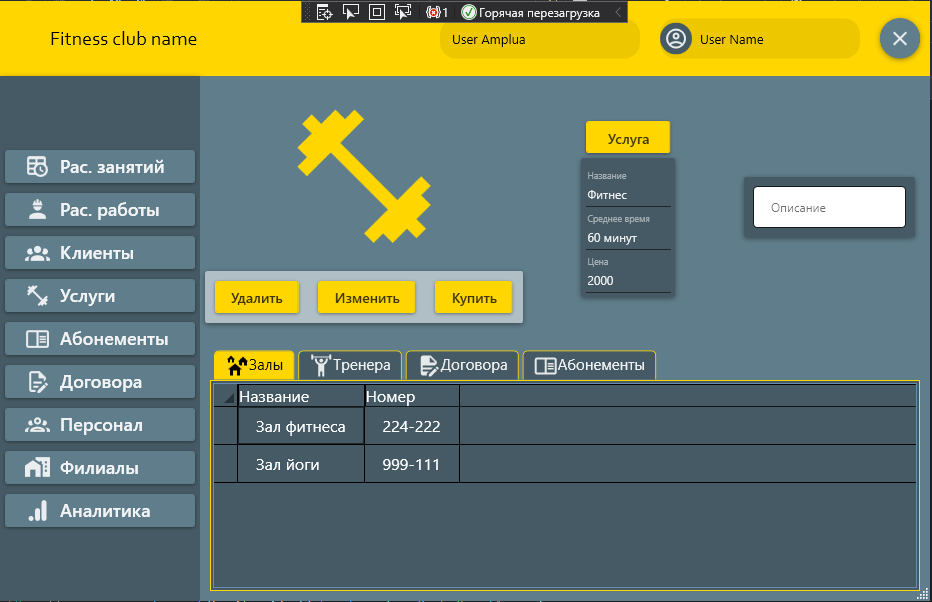 1 Горячая перезагрузка
Fitness club name
User Amplua
User Name
Рас. занятий
Рас. работы
Клиенты
Услуги
Абонементы
Договора
Персонал
Филиалы
Аналитика
Услуга
Название
Фитнес
Среднее время
60 минут
Цена
2000
Описание
Удалить Изменить Купить
Залы Тренера Договора Абонементы
Название Номер
Зал фитнеса 224-222
Зал йоги 999-111